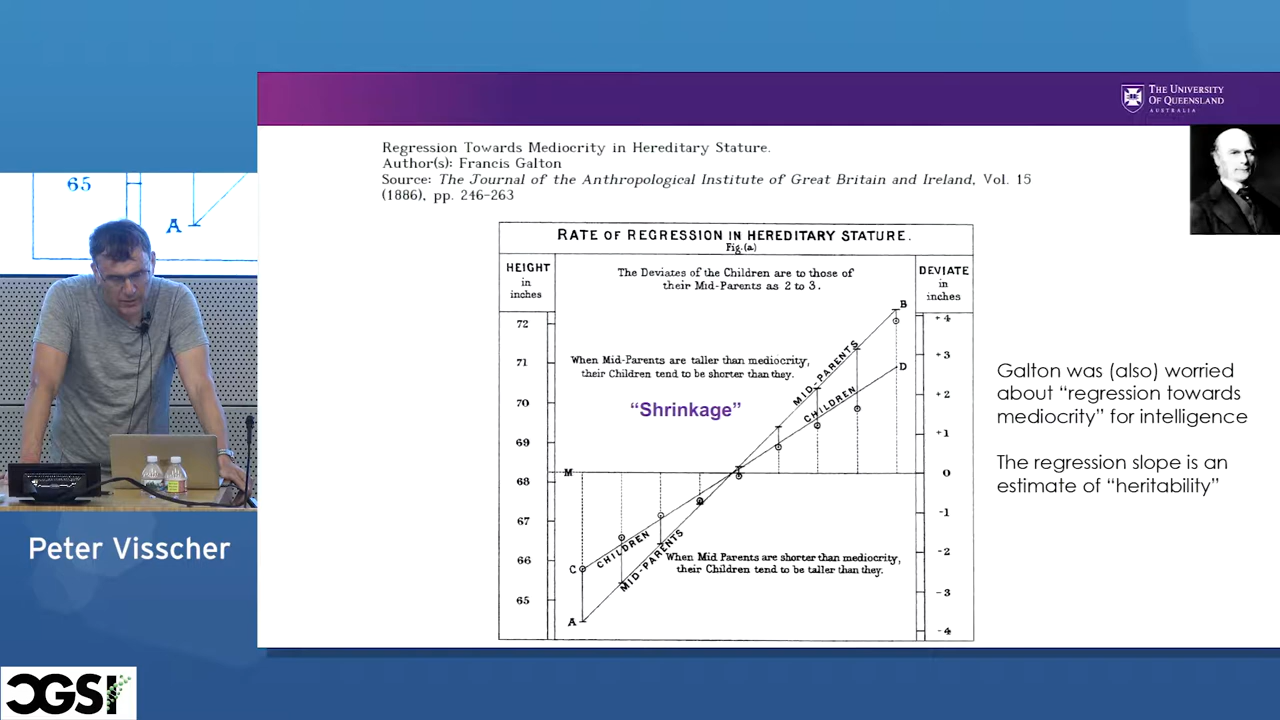 THE UNIVERSITY
OF QUEENSLAND
AUSTRALIA
Regression Towards Mediocrity in Hereditary Stature.
Author(s): Francis Galton
Source: The Journal of the Anthropological Institute of Great Britain and Ireland, Vol. 15
(1886), pp. 246-263
RATE OF REGRESSION IN HEREDITARY STATURE.
Fig.(a)
HEIGHT
in
inches
The Deviates of the Children are to those of
their Mid-Parents as 2 to 3.
DEVIATE
in
inches
72
71
70
69
68
67
66
65
When Mid-Parents are taller than mediocrity,
their Children tend to be shorter than they.
"Shrinkage"
MID-PARENTS
CHILDREN
B
D
M
C
A
CHILDREN
MID-PARENTS
When Mid Parents are shorter than mediocrity,
their Children tend to be taller than they.
+4
+3
+2
+1
0
-1
-2
-3
-4
Galton was (also) worried
about "regression towards
mediocrity" for intelligence
The regression slope is an
estimate of "heritability"
65
A
Peter Visscher
CGSI